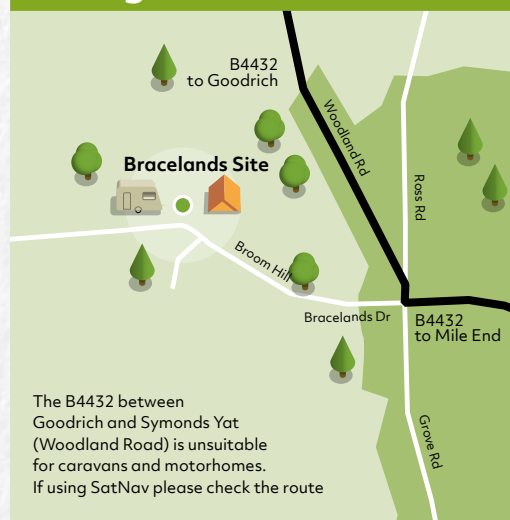 B4432
to Goodrich
Woodland Rd
Ross Rd
Bracelands Site
Broom Hill
Bracelands Dr
B4432
to Mile End
Grove Rd
The B4432 between
Goodrich and Symonds Yat
(Woodland Road) is unsuitable
for caravans and motorhomes.
If using SatNav please check the route